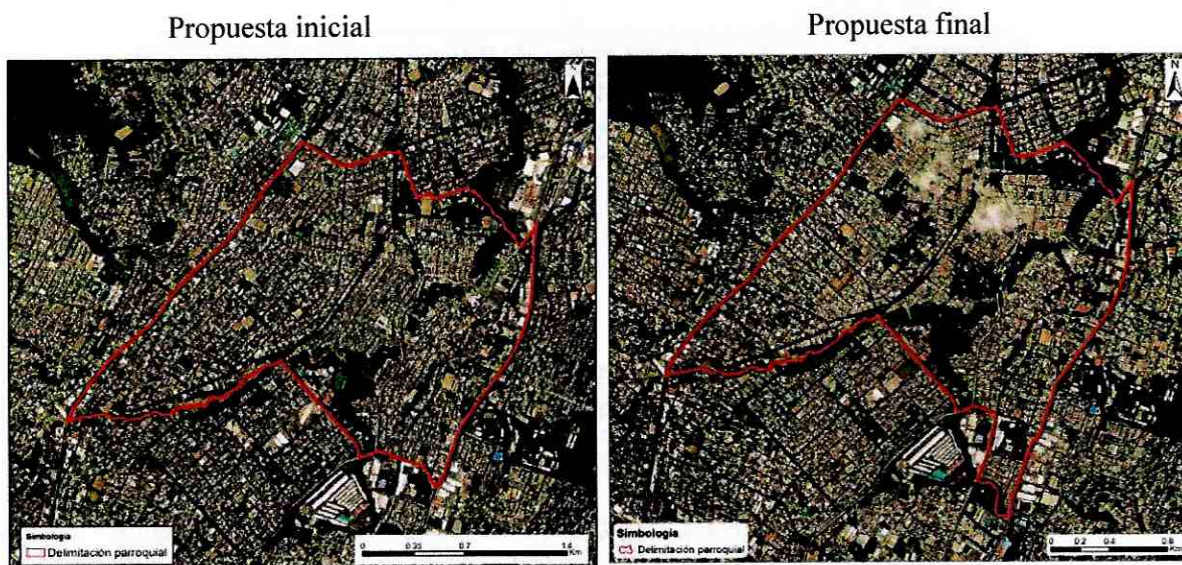 Propuesta inicial
Propuesta final
N
Simbología
Delimitación parroquial
0 0.35 0.7 1.4
Km
N
Simbología
Delimitación parroquial
0 0.2 0.4 0.8
Km